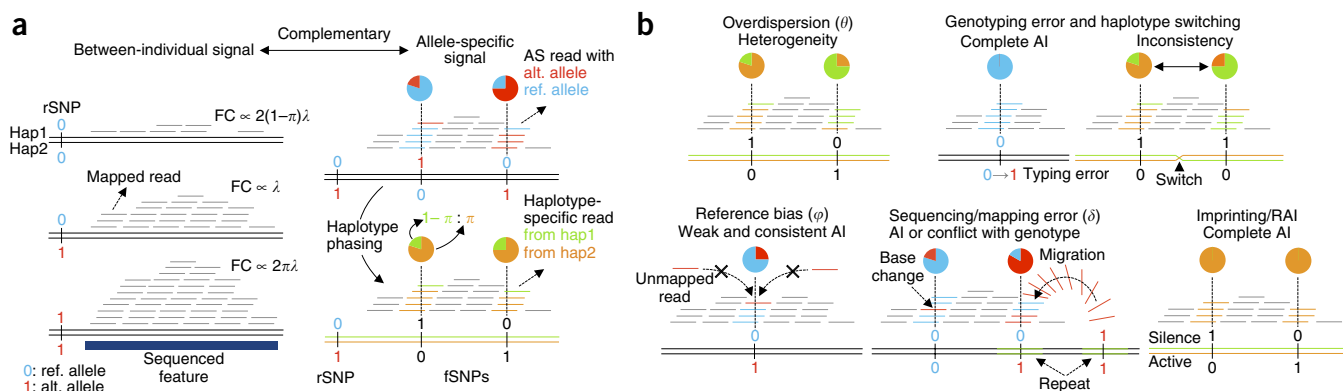 a
Between-individual signal
Complementary
Allele-specific
signal
AS read with
alt. allele
ref. allele
rSNP
0
FC ∝ 2(1−π)λ
Hap1
Hap2
0
1
0
0
1
1
0
Mapped read
0
FC ∝ λ
1
Haplotype
phasing
1− π : π
Haplotype-
specific read
from hap1
from hap2
FC ∝ 2πλ
1
1
0
1
0
1
0
1
0: ref. allele
1: alt. allele
Sequenced
feature
rSNP
fSNPs
b
Overdispersion (θ)
Heterogeneity
1
1
0
1
0
1
Genotyping error and haplotype switching
Complete AI
Inconsistency
0
0→1 Typing error
1
1
0
0
Switch
Reference bias (φ)
Weak and consistent AI
Unmapped
read
0
1
Sequencing/mapping error (δ)
AI or conflict with genotype
Base
change
Migration
0
0
1
0
0
1
Repeat
Imprinting/RAI
Complete AI
Silence
1
0
Active
0
1